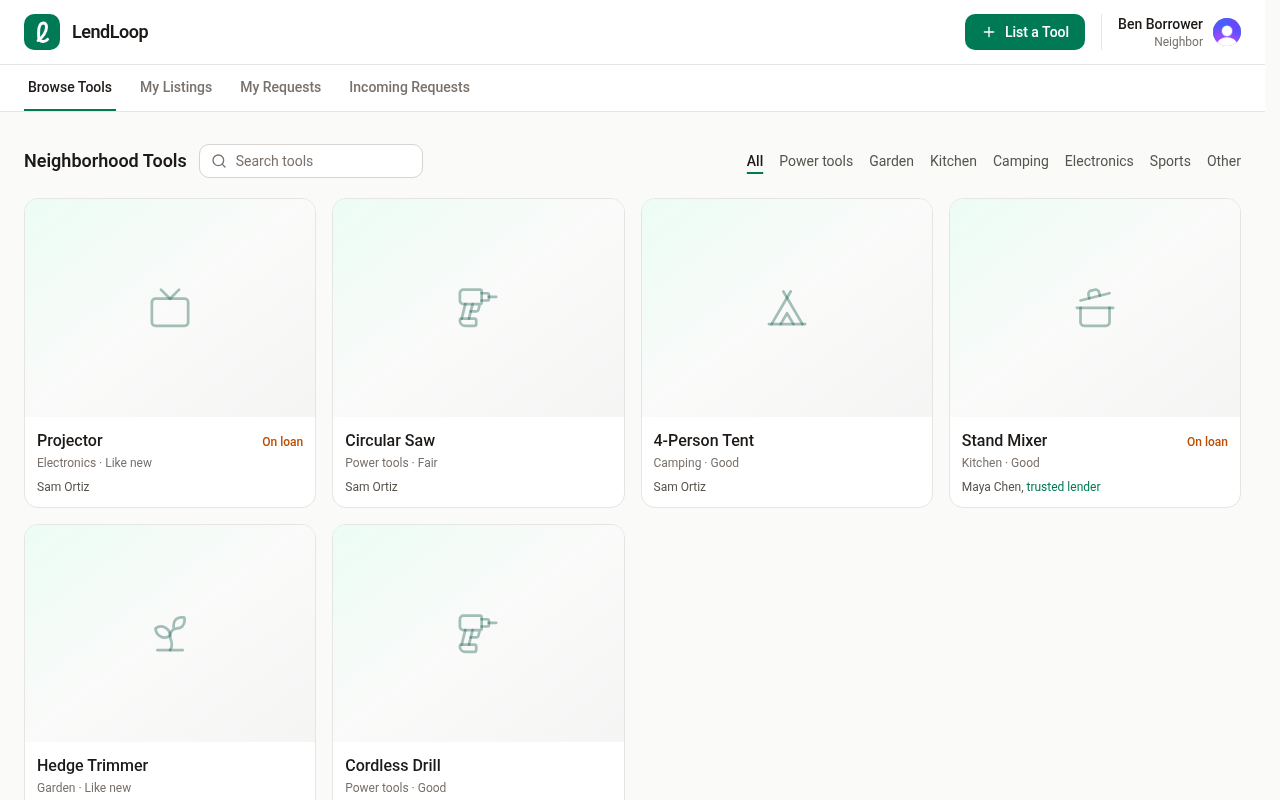 LendLoop
List a Tool
Ben Borrower
Neighbor
Browse Tools
My Listings
My Requests
Incoming Requests
Neighborhood Tools
Search tools
All
Power tools
Garden
Kitchen
Camping
Electronics
Sports
Other
Projector
On loan
Electronics · Like new
Sam Ortiz
Circular Saw
Power tools · Fair
Sam Ortiz
4-Person Tent
Camping · Good
Sam Ortiz
Stand Mixer
On loan
Kitchen · Good
Maya Chen, trusted lender
Hedge Trimmer
Garden · Like new
Cordless Drill
Power tools · Good